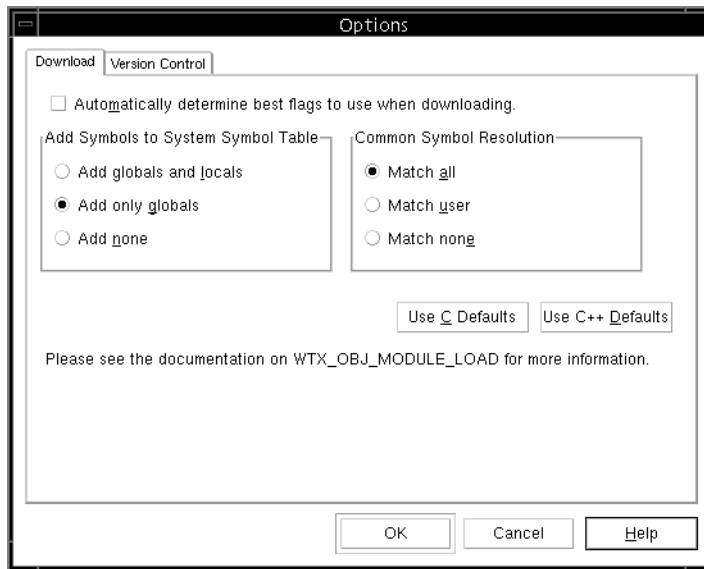 Options
Download Version Control
Automatically determine best flags to use when downloading.
Add Symbols to System Symbol Table Common Symbol Resolution
Add globals and locals Match all
Add only globals Match user
Add none Match none
Use C Defaults Use C++ Defaults
Please see the documentation on WTX_OBJ_MODULE_LOAD for more information.
OK Cancel Help